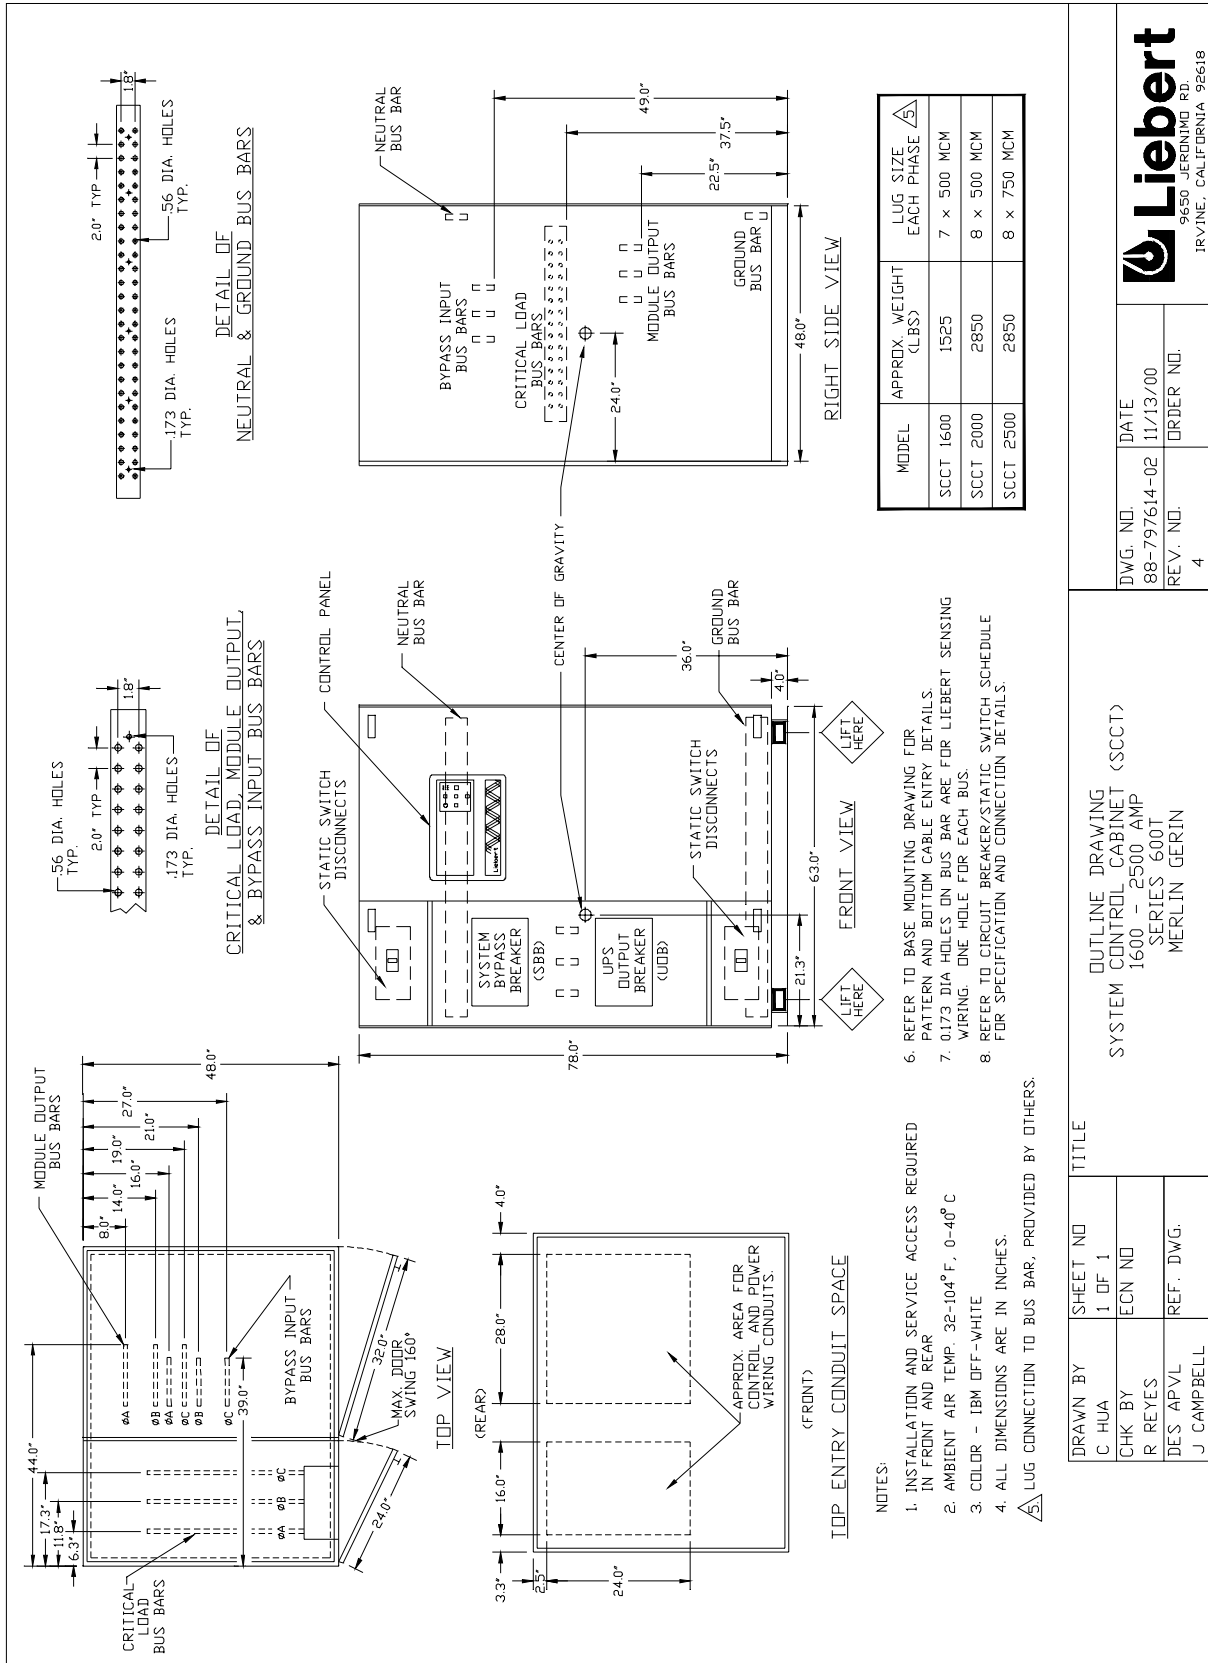 44.0"
17.3"
11.8"
6.3"
CRITICAL
LOAD
BUS BARS
MODULE OUTPUT
BUS BARS
8.0"
14.0"
16.0"
19.0"
21.0"
27.0"
48.0"
øA
øB
øA
øC
øB
øC
øA
øB
øC
39.0"
BYPASS INPUT
BUS BARS
24.0"
32.0"
MAX. DOOR
SWING 160°
TOP VIEW
(REAR)
3.3"
16.0"
28.0"
4.0"
2.5"
24.0"
APPROX. AREA FOR
CONTROL AND POWER
WIRING CONDUITS.
(FRONT)
TOP ENTRY CONDUIT SPACE
.56 DIA. HOLES
TYP.
2.0" TYP
1.8"
.173 DIA. HOLES
TYP.
DETAIL OF
CRITICAL LOAD, MODULE OUTPUT,
& BYPASS INPUT BUS BARS
2.0" TYP
1.8"
.173 DIA. HOLES
TYP.
.56 DIA. HOLES
TYP.
DETAIL OF
NEUTRAL & GROUND BUS BARS
STATIC SWITCH
DISCONNECTS
CONTROL PANEL
NEUTRAL
BUS BAR
Liebert
SYSTEM
BYPASS
BREAKER
(SBB)
UPS
OUTPUT
BREAKER
(UOB)
CENTER OF GRAVITY
STATIC SWITCH
DISCONNECTS
GROUND
BUS BAR
78.0"
36.0"
4.0"
21.3"
63.0"
LIFT
HERE
LIFT
HERE
FRONT VIEW
NEUTRAL
BUS BAR
BYPASS INPUT
BUS BARS
CRITICAL LOAD
BUS BARS
MODULE OUTPUT
BUS BARS
GROUND
BUS BAR
24.0"
48.0"
22.5"
37.5"
49.0"
RIGHT SIDE VIEW
NOTES:
1. INSTALLATION AND SERVICE ACCESS REQUIRED
IN FRONT AND REAR
2. AMBIENT AIR TEMP. 32-104° F, 0-40° C
3. COLOR - IBM OFF-WHITE
4. ALL DIMENSIONS ARE IN INCHES.
5. LUG CONNECTION TO BUS BAR, PROVIDED BY OTHERS.
6. REFER TO BASE MOUNTING DRAWING FOR
PATTERN AND BOTTOM CABLE ENTRY DETAILS.
7. 0.173 DIA HOLES ON BUS BAR ARE FOR LIEBERT SENSING
WIRING. ONE HOLE FOR EACH BUS.
8. REFER TO CIRCUIT BREAKER/STATIC SWITCH SCHEDULE
FOR SPECIFICATION AND CONNECTION DETAILS.
MODEL APPROX. WEIGHT (LBS) LUG SIZE EACH PHASE 5.
SCCT 1600 1525 7 x 500 MCM
SCCT 2000 2850 8 x 500 MCM
SCCT 2500 2850 8 x 750 MCM
DRAWN BY
C HUA
CHK BY
R REYES
DES APVL
J CAMPBELL
SHEET NO
1 OF 1
ECN NO
REF. DWG.
TITLE
OUTLINE DRAWING
SYSTEM CONTROL CABINET (SCCT)
1600 - 2500 AMP
SERIES 600T
MERLIN GERIN
DWG. NO.
88-797614-02
REV. NO.
4
DATE
11/13/00
ORDER NO.
Liebert
9650 JERONIMO RD.
IRVINE, CALIFORNIA 92618